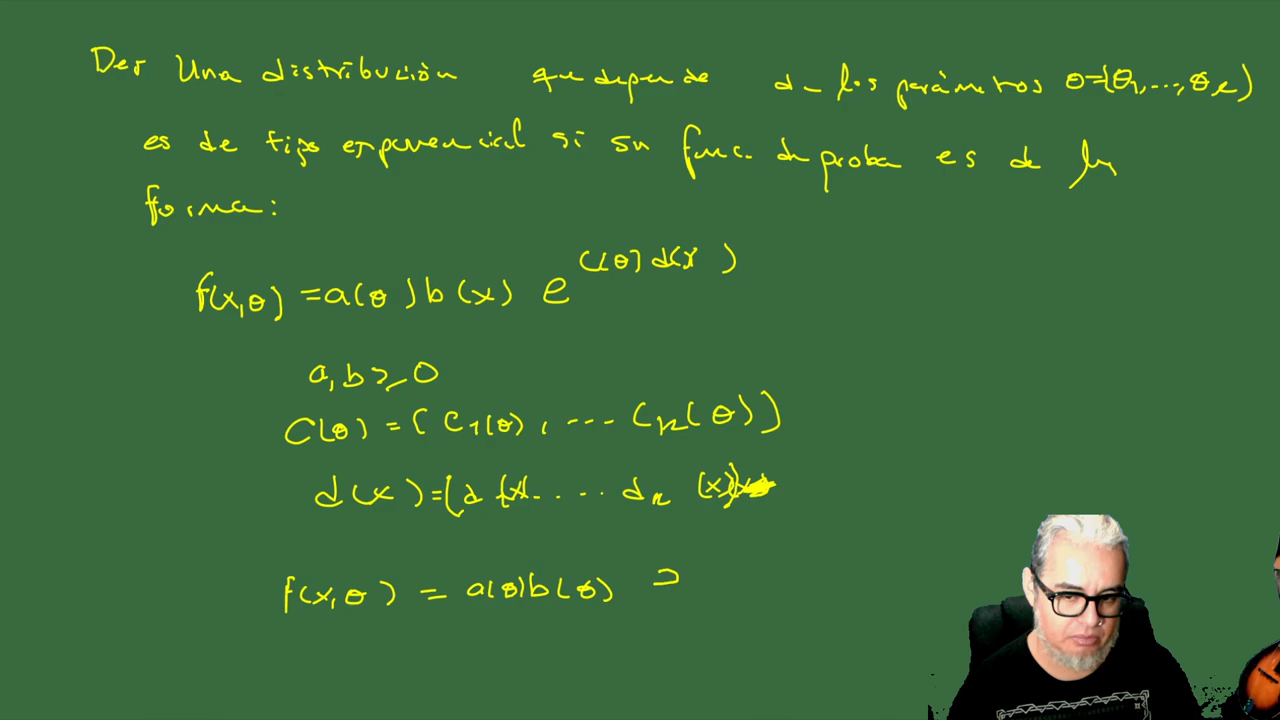 Def Una distribución que depende de los parámetros θ=(θ1,...,θk)
es de tipo exponencial si su func. de proba es de la
forma:
f(x,θ) = a(θ) b(x) e^{c(θ) d(x)}
a,b ≥ 0
C(θ) = [C1(θ), ... Ck(θ)]
d(x) = (d(x) .... dk (x))
f(x,θ) = a(θ)b(θ)